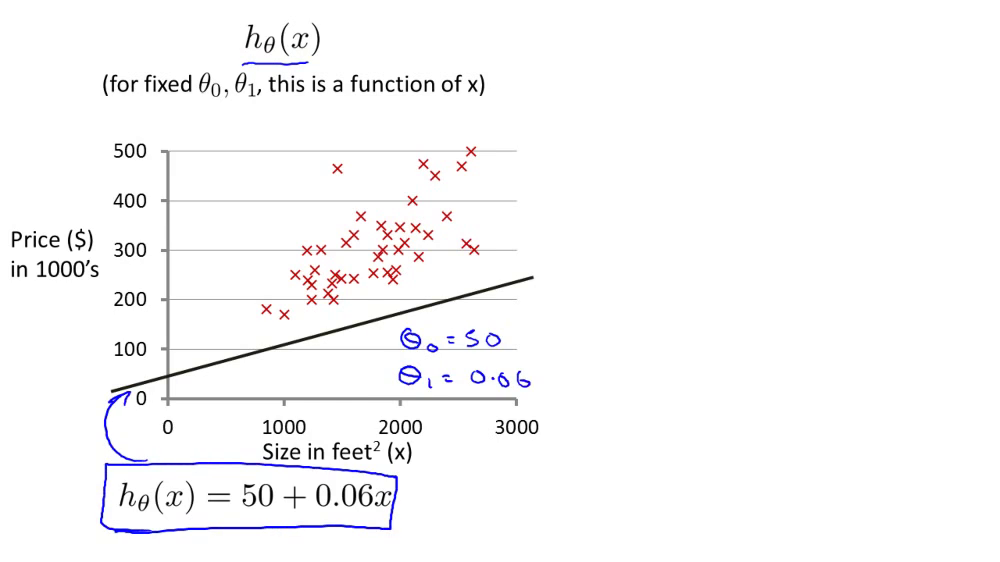 hθ(x)
(for fixed θ0, θ1, this is a function of x)
500
400
300
200
100
0
Price ($)
in 1000's
θ0 = 50
θ1 = 0.06
0 1000 2000 3000
Size in feet² (x)
hθ(x) = 50 + 0.06x